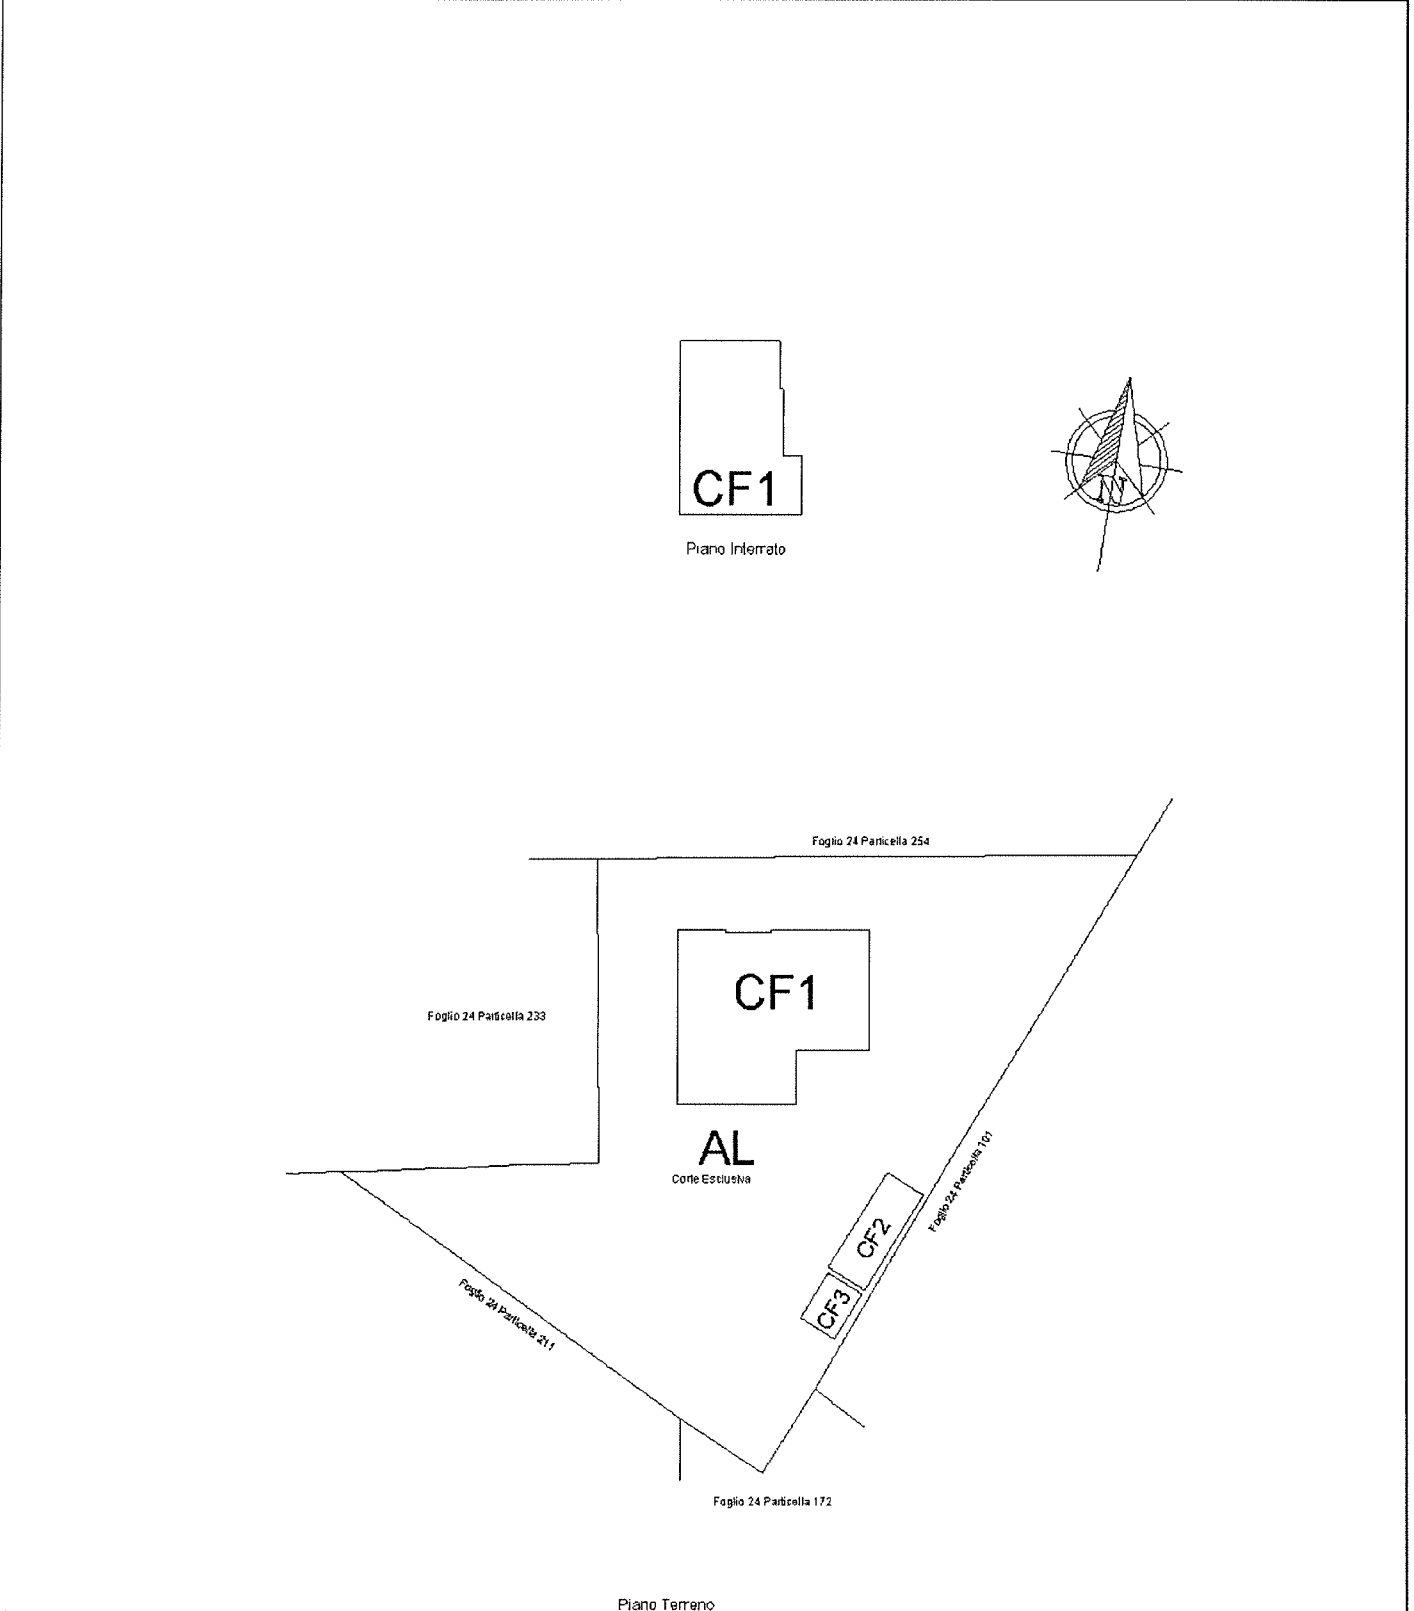 CF1
Piano Interrato
N
Foglio 24 Particella 254
CF1
Foglio 24 Particella 233
AL
Corte Esclusiva
Foglio 24 Particella 101
CF2
CF3
Foglio 24 Particella 211
Foglio 24 Particella 172
Piano Terreno